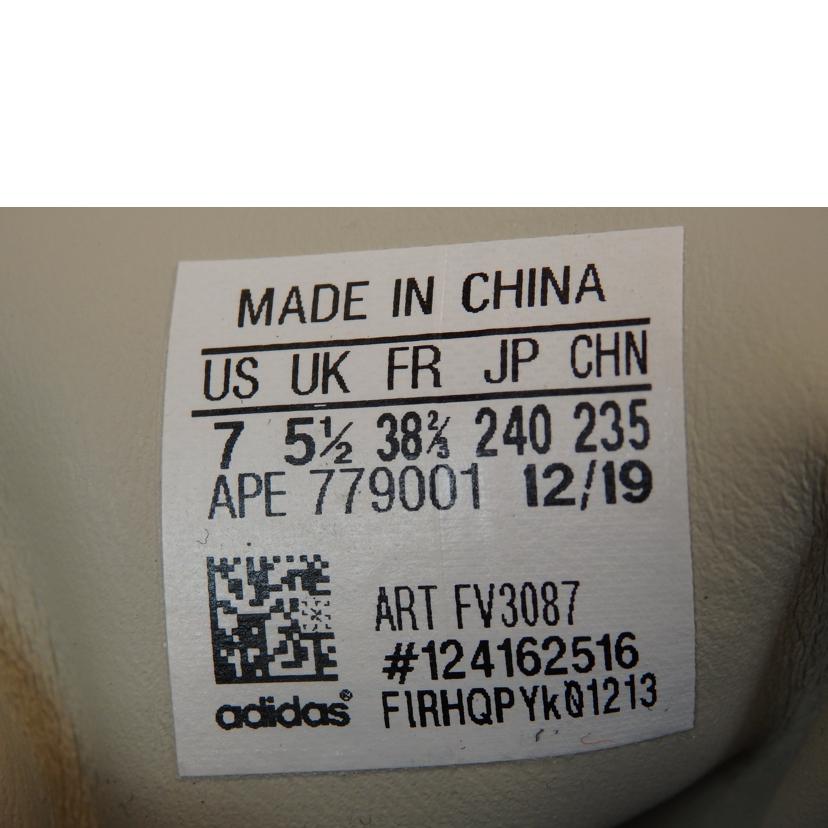 MADE IN CHINA
US UK FR JP CHN
7 5½ 38⅔ 240 235
APE 779001 12/19
ART FV3087
#124162516
adidas®
FIRHQPYk01213